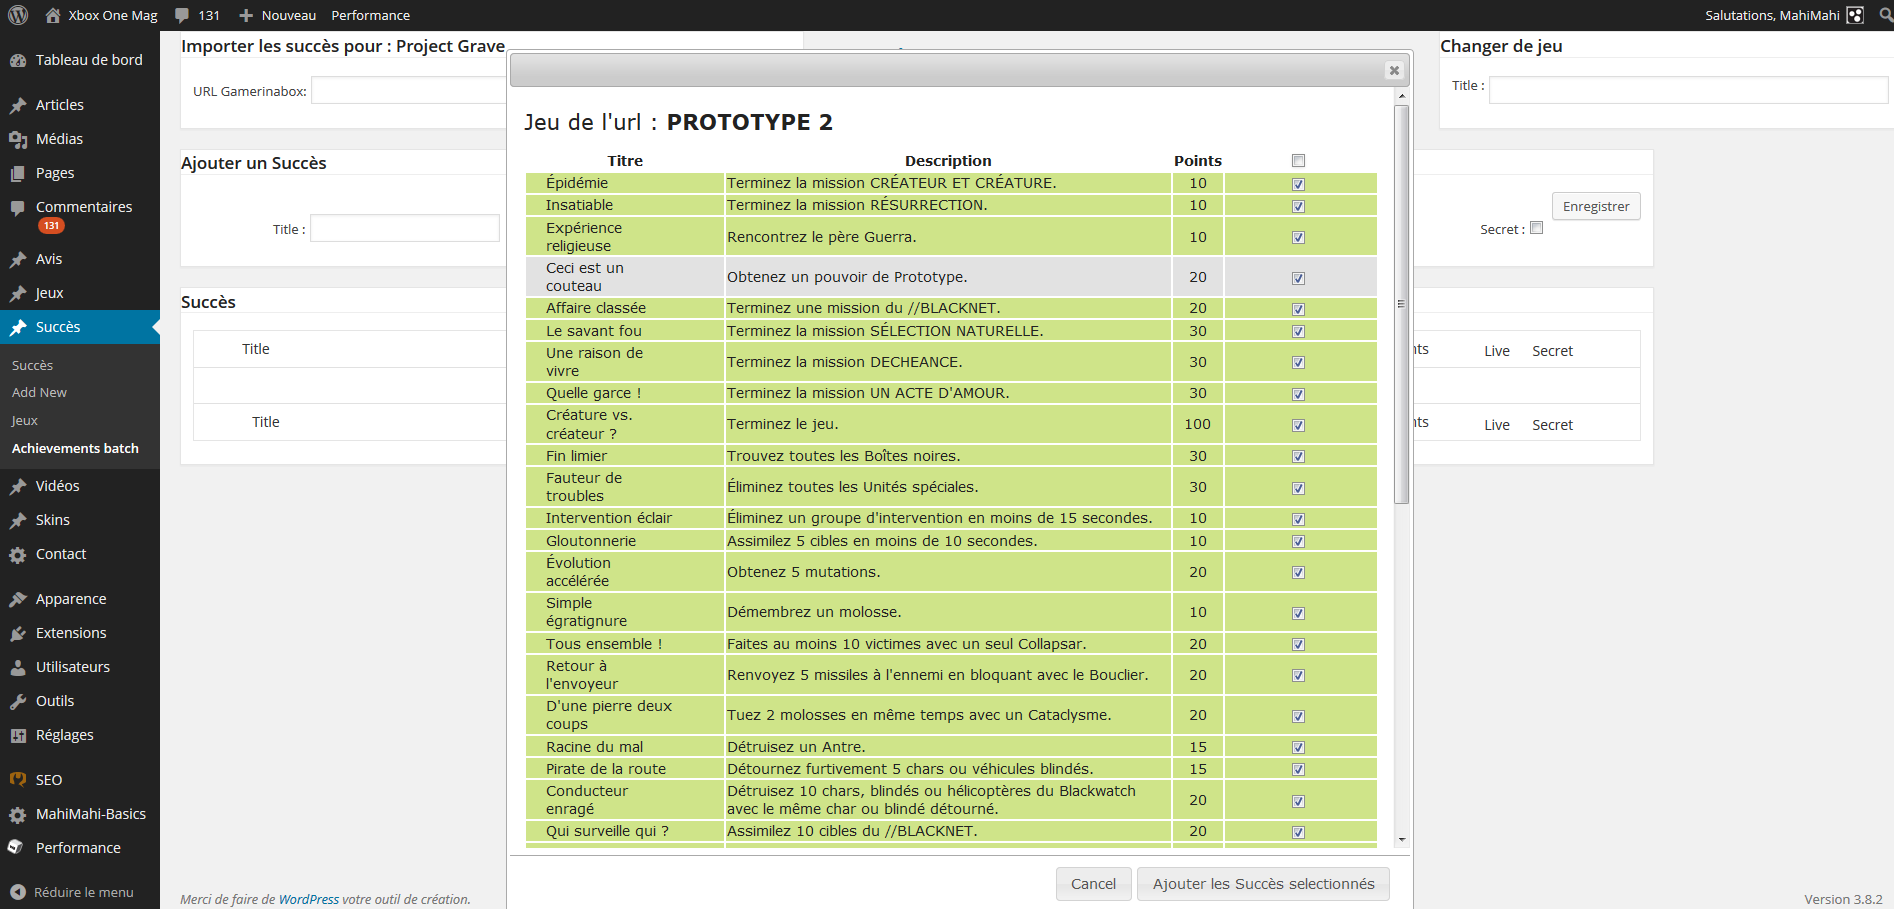 Xbox One Mag 131 Nouveau Performance Salutations, MahiMahi
Tableau de bord
Articles
Médias
Pages
Commentaires
131
Avis
Jeux
Succès
Succès
Add New
Jeux
Achievements batch
Vidéos
Skins
Contact
Apparence
Extensions
Utilisateurs
Outils
Réglages
SEO
MahiMahi-Basics
Performance
Réduire le menu
Importer les succès pour : Project Grave
URL Gamerinabox:
Ajouter un Succès
Title :
Succès
Title
Title
Merci de faire de WordPress votre outil de création.
Jeu de l'url : PROTOTYPE 2
Titre Description Points
Épidémie Terminez la mission CRÉATEUR ET CRÉATURE. 10
Insatiable Terminez la mission RÉSURRECTION. 10
Expérience
religieuse Rencontrez le père Guerra. 10
Ceci est un
couteau Obtenez un pouvoir de Prototype. 20
Affaire classée Terminez une mission du //BLACKNET. 20
Le savant fou Terminez la mission SÉLECTION NATURELLE. 30
Une raison de
vivre Terminez la mission DECHEANCE. 30
Quelle garce ! Terminez la mission UN ACTE D'AMOUR. 30
Créature vs.
créateur ? Terminez le jeu. 100
Fin limier Trouvez toutes les Boîtes noires. 30
Fauteur de
troubles Éliminez toutes les Unités spéciales. 30
Intervention éclair Éliminez un groupe d'intervention en moins de 15 secondes. 10
Gloutonnerie Assimilez 5 cibles en moins de 10 secondes. 10
Évolution
accélérée Obtenez 5 mutations. 20
Simple
égratignure Démembrez un molosse. 10
Tous ensemble ! Faites au moins 10 victimes avec un seul Collapsar. 20
Retour à
l'envoyeur Renvoyez 5 missiles à l'ennemi en bloquant avec le Bouclier. 20
D'une pierre deux
coups Tuez 2 molosses en même temps avec un Cataclysme. 20
Racine du mal Détruisez un Antre. 15
Pirate de la route Détournez furtivement 5 chars ou véhicules blindés. 15
Conducteur
enragé Détruisez 10 chars, blindés ou hélicoptères du Blackwatch
avec le même char ou blindé détourné. 20
Qui surveille qui ? Assimilez 10 cibles du //BLACKNET. 20
Cancel Ajouter les Succès selectionnés
Changer de jeu
Title :
Enregistrer
Secret :
nts Live Secret
nts Live Secret
Version 3.8.2